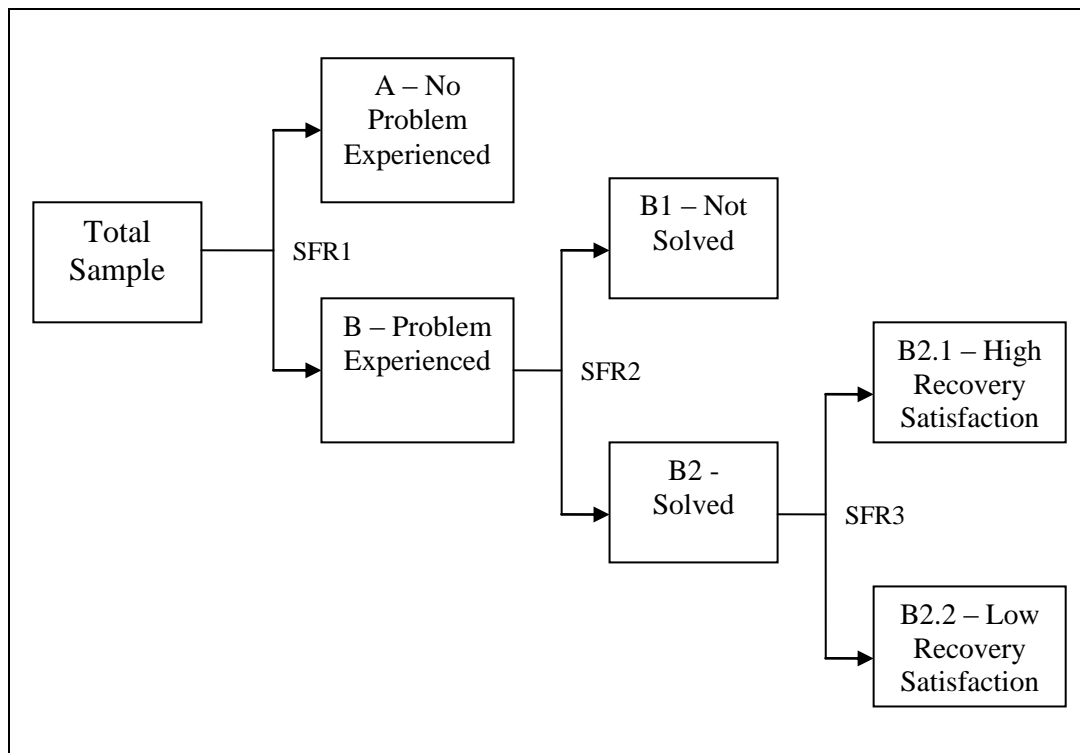 A – No
Problem
Experienced
Total
Sample
SFR1
B – Problem
Experienced
B1 – Not
Solved
SFR2
B2 -
Solved
B2.1 – High
Recovery
Satisfaction
SFR3
B2.2 – Low
Recovery
Satisfaction